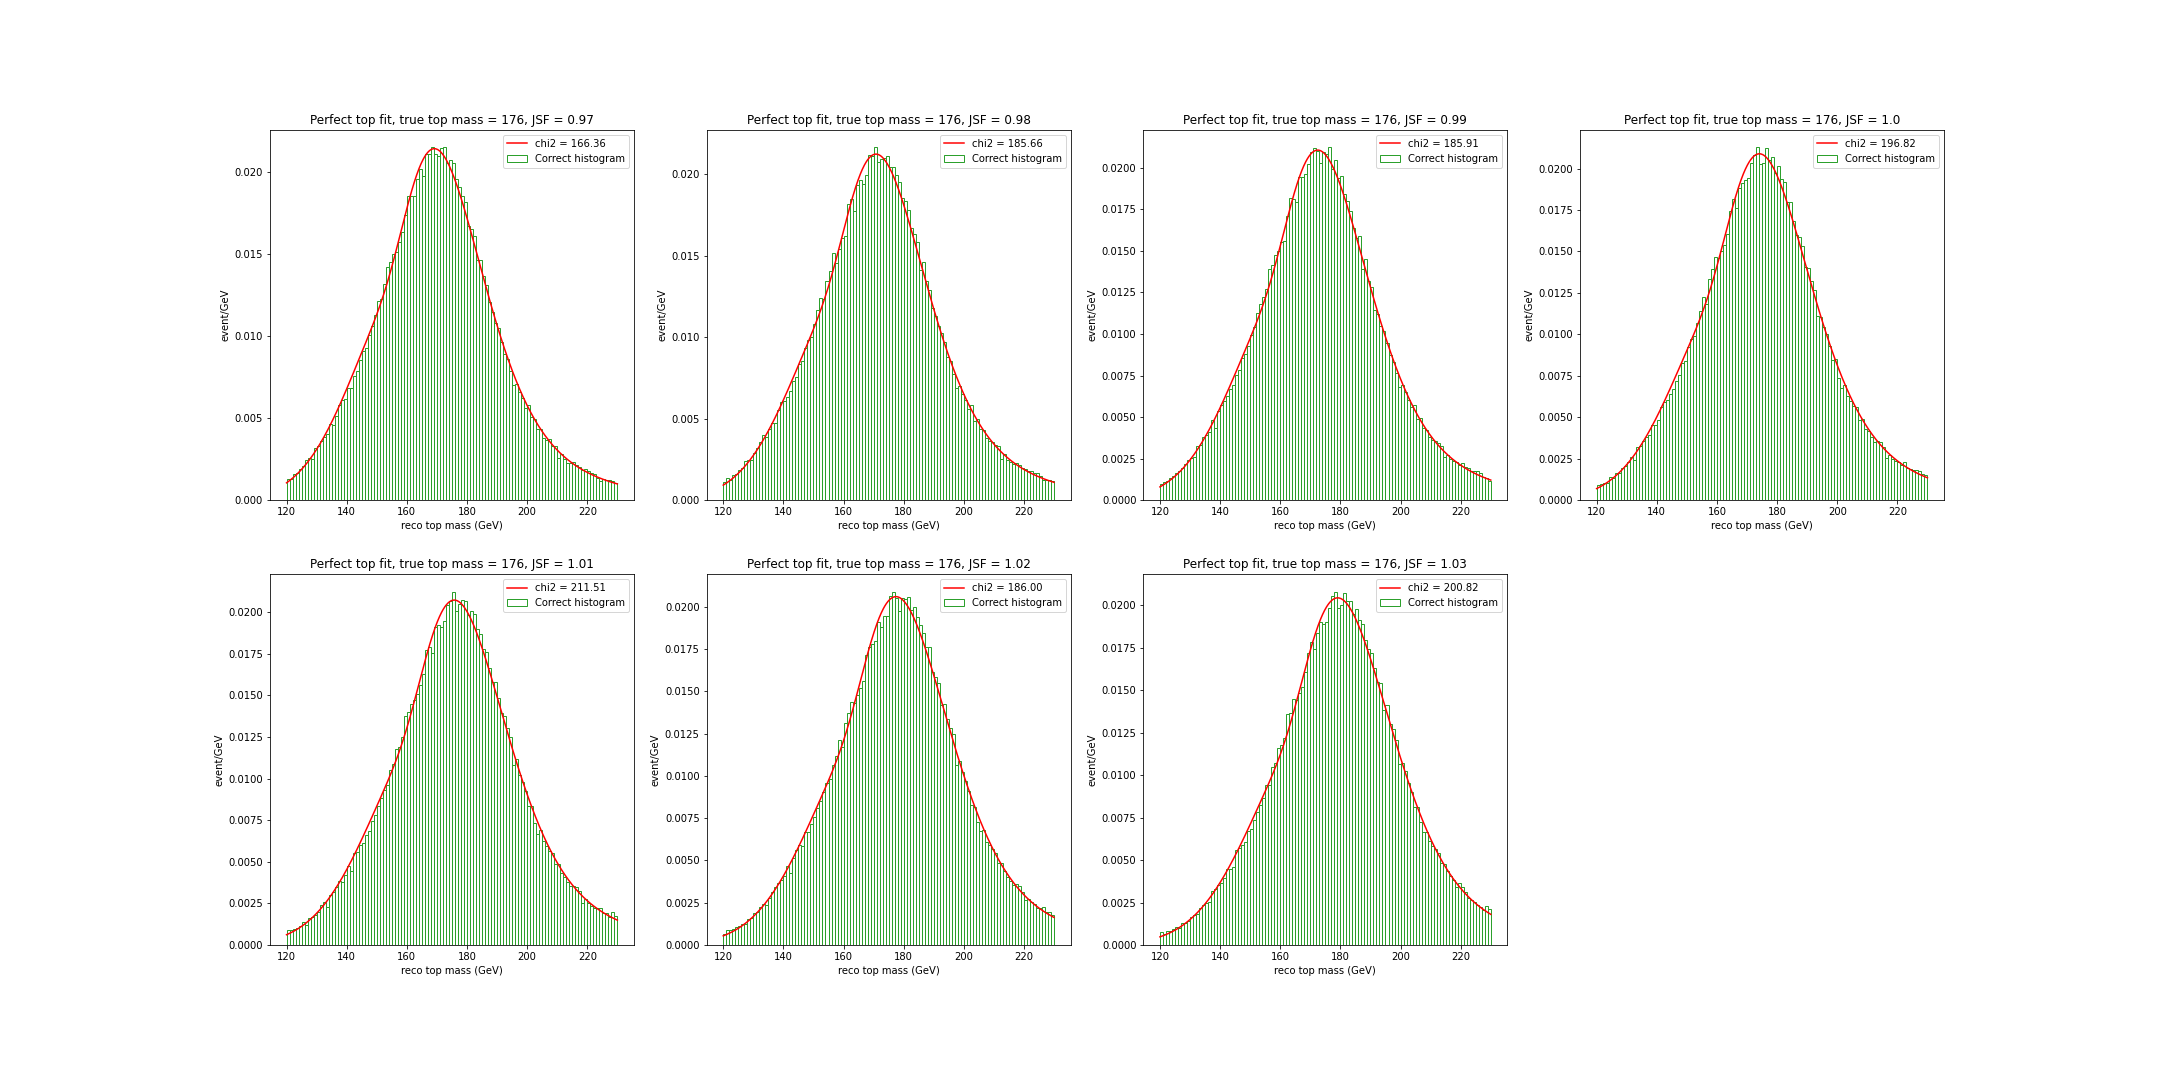 Perfect top fit, true top mass = 176, JSF = 0.97
chi2 = 166.36
Correct histogram
event/GeV
0.020
0.015
0.010
0.005
0.000
120 140 160 180 200 220
reco top mass (GeV)
Perfect top fit, true top mass = 176, JSF = 0.98
chi2 = 185.66
Correct histogram
event/GeV
0.020
0.015
0.010
0.005
0.000
120 140 160 180 200 220
reco top mass (GeV)
Perfect top fit, true top mass = 176, JSF = 0.99
chi2 = 185.91
Correct histogram
event/GeV
0.0200
0.0175
0.0150
0.0125
0.0100
0.0075
0.0050
0.0025
0.0000
120 140 160 180 200 220
reco top mass (GeV)
Perfect top fit, true top mass = 176, JSF = 1.0
chi2 = 196.82
Correct histogram
event/GeV
0.0200
0.0175
0.0150
0.0125
0.0100
0.0075
0.0050
0.0025
0.0000
120 140 160 180 200 220
reco top mass (GeV)
Perfect top fit, true top mass = 176, JSF = 1.01
chi2 = 211.51
Correct histogram
event/GeV
0.0200
0.0175
0.0150
0.0125
0.0100
0.0075
0.0050
0.0025
0.0000
120 140 160 180 200 220
reco top mass (GeV)
Perfect top fit, true top mass = 176, JSF = 1.02
chi2 = 186.00
Correct histogram
event/GeV
0.0200
0.0175
0.0150
0.0125
0.0100
0.0075
0.0050
0.0025
0.0000
120 140 160 180 200 220
reco top mass (GeV)
Perfect top fit, true top mass = 176, JSF = 1.03
chi2 = 200.82
Correct histogram
event/GeV
0.0200
0.0175
0.0150
0.0125
0.0100
0.0075
0.0050
0.0025
0.0000
120 140 160 180 200 220
reco top mass (GeV)